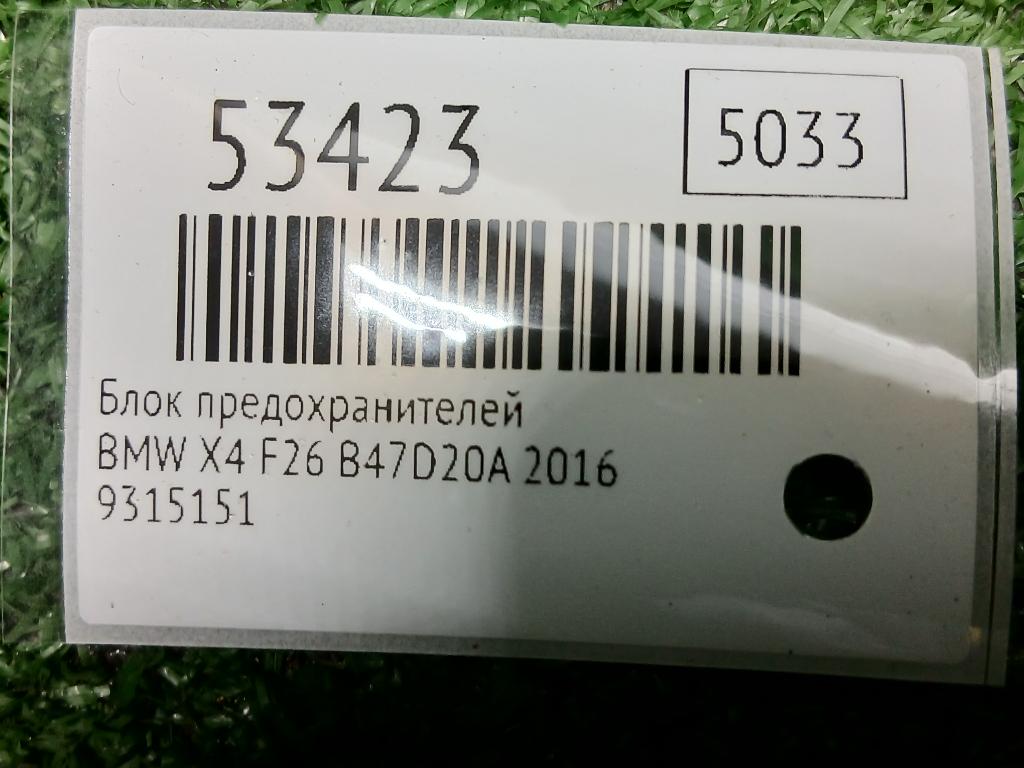 53423
5033
Блок предохранителей
BMW X4 F26 B47D20A 2016
9315151